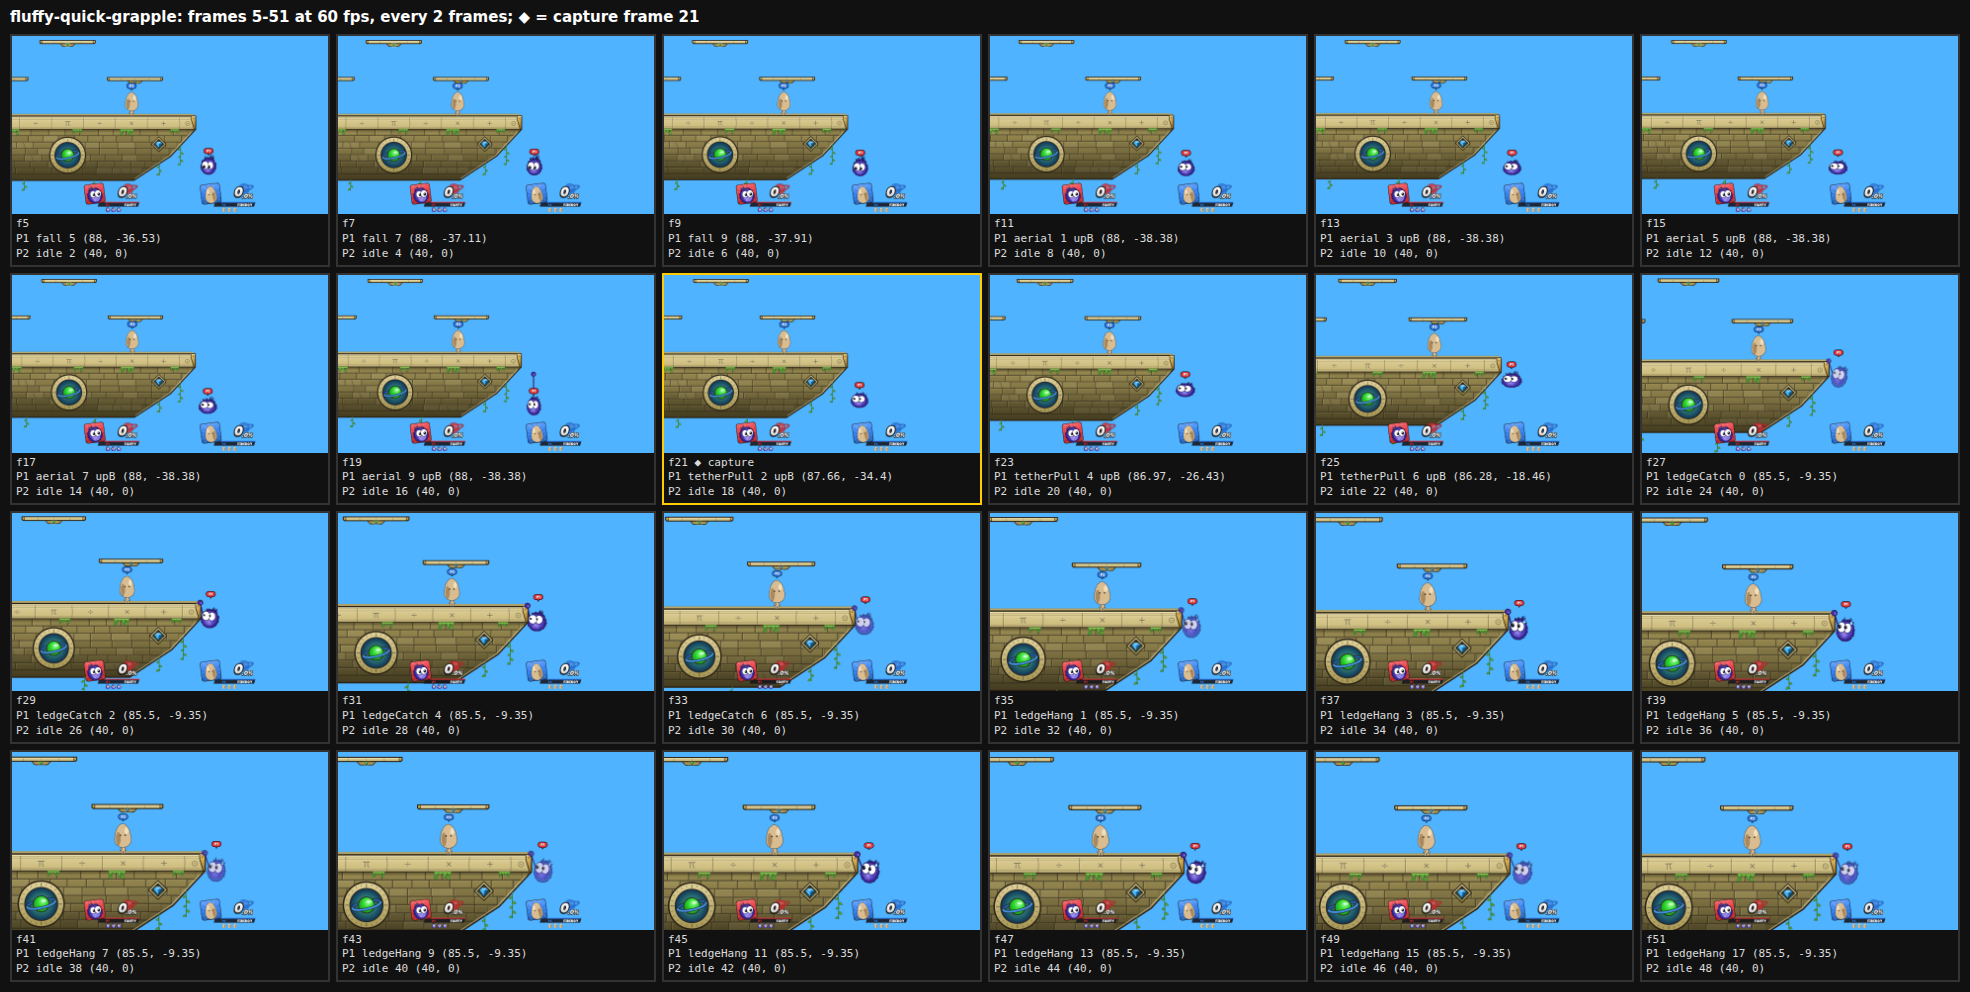 fluffy-quick-grapple: frames 5-51 at 60 fps, every 2 frames; ◆ = capture frame 21
f5
P1 fall 5 (88, -36.53)
P2 idle 2 (40, 0)
f7
P1 fall 7 (88, -37.11)
P2 idle 4 (40, 0)
f9
P1 fall 9 (88, -37.91)
P2 idle 6 (40, 0)
f11
P1 aerial 1 upB (88, -38.38)
P2 idle 8 (40, 0)
f13
P1 aerial 3 upB (88, -38.38)
P2 idle 10 (40, 0)
f15
P1 aerial 5 upB (88, -38.38)
P2 idle 12 (40, 0)
f17
P1 aerial 7 upB (88, -38.38)
P2 idle 14 (40, 0)
f19
P1 aerial 9 upB (88, -38.38)
P2 idle 16 (40, 0)
f21 ◆ capture
P1 tetherPull 2 upB (87.66, -34.4)
P2 idle 18 (40, 0)
f23
P1 tetherPull 4 upB (86.97, -26.43)
P2 idle 20 (40, 0)
f25
P1 tetherPull 6 upB (86.28, -18.46)
P2 idle 22 (40, 0)
f27
P1 ledgeCatch 0 (85.5, -9.35)
P2 idle 24 (40, 0)
f29
P1 ledgeCatch 2 (85.5, -9.35)
P2 idle 26 (40, 0)
f31
P1 ledgeCatch 4 (85.5, -9.35)
P2 idle 28 (40, 0)
f33
P1 ledgeCatch 6 (85.5, -9.35)
P2 idle 30 (40, 0)
f35
P1 ledgeHang 1 (85.5, -9.35)
P2 idle 32 (40, 0)
f37
P1 ledgeHang 3 (85.5, -9.35)
P2 idle 34 (40, 0)
f39
P1 ledgeHang 5 (85.5, -9.35)
P2 idle 36 (40, 0)
f41
P1 ledgeHang 7 (85.5, -9.35)
P2 idle 38 (40, 0)
f43
P1 ledgeHang 9 (85.5, -9.35)
P2 idle 40 (40, 0)
f45
P1 ledgeHang 11 (85.5, -9.35)
P2 idle 42 (40, 0)
f47
P1 ledgeHang 13 (85.5, -9.35)
P2 idle 44 (40, 0)
f49
P1 ledgeHang 15 (85.5, -9.35)
P2 idle 46 (40, 0)
f51
P1 ledgeHang 17 (85.5, -9.35)
P2 idle 48 (40, 0)